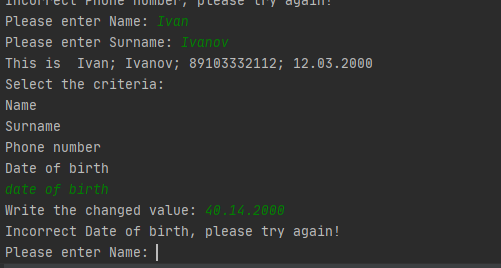 Incorrect Phone number, please try again!
Please enter Name: Ivan
Please enter Surname: Ivanov
This is  Ivan; Ivanov; 89103332112; 12.03.2000
Select the criteria:
Name
Surname
Phone number
Date of birth
date of birth
Write the changed value: 40.14.2000
Incorrect Date of birth, please try again!
Please enter Name: